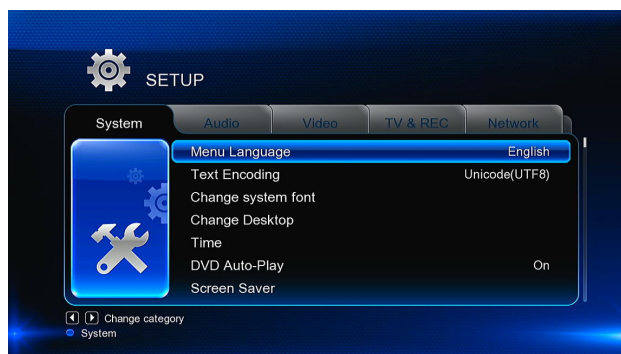 SETUP
System Audio Video TV & REC Network
Menu Language English
Text Encoding Unicode(UTF8)
Change system font
Change Desktop
Time
DVD Auto-Play On
Screen Saver
Change category
System